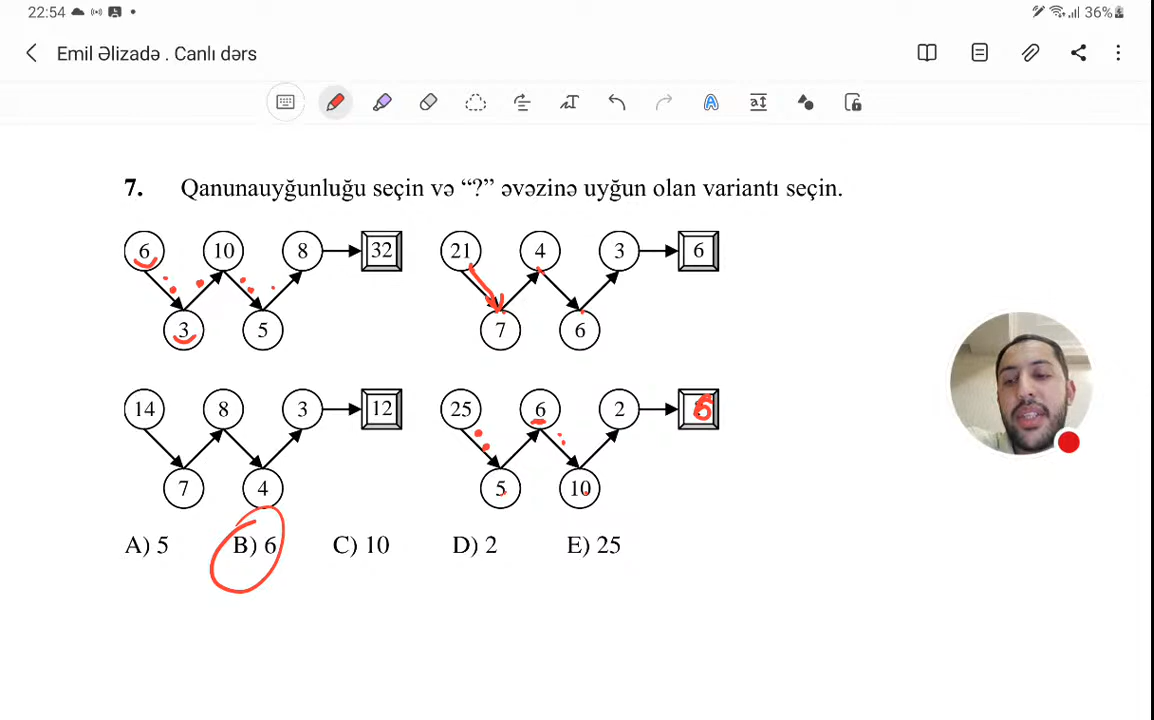 22:54 36%
Emil Əlizadə . Canlı dərs
7. Qanunauyğunluğu seçin və “?” əvəzinə uyğun olan variantı seçin.
6 10 8 32 21 4 3 6
3 5 7 6
14 8 3 12 25 6 2 6
7 4 5 10
A) 5 B) 6 C) 10 D) 2 E) 25